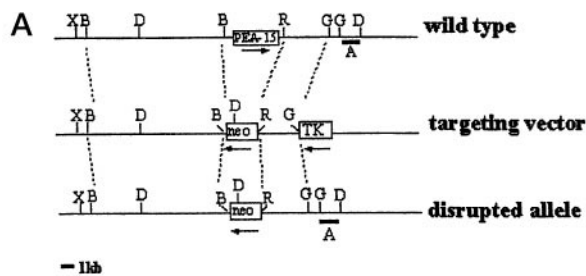 A
X B D B R G G D wild type
PEA-15
A
X B D B D R G targeting vector
neo TK
X B D B D R G G D disrupted allele
neo
A
1kb